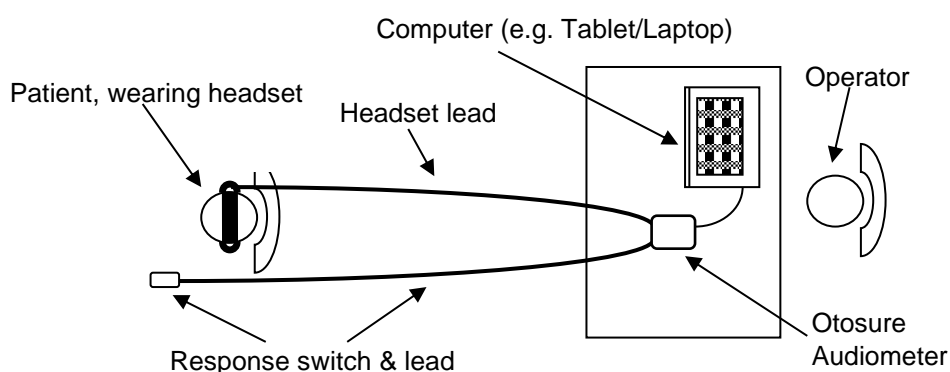 Computer (e.g. Tablet/Laptop)
Operator
Patient, wearing headset
Headset lead
Otosure
Audiometer
Response switch & lead